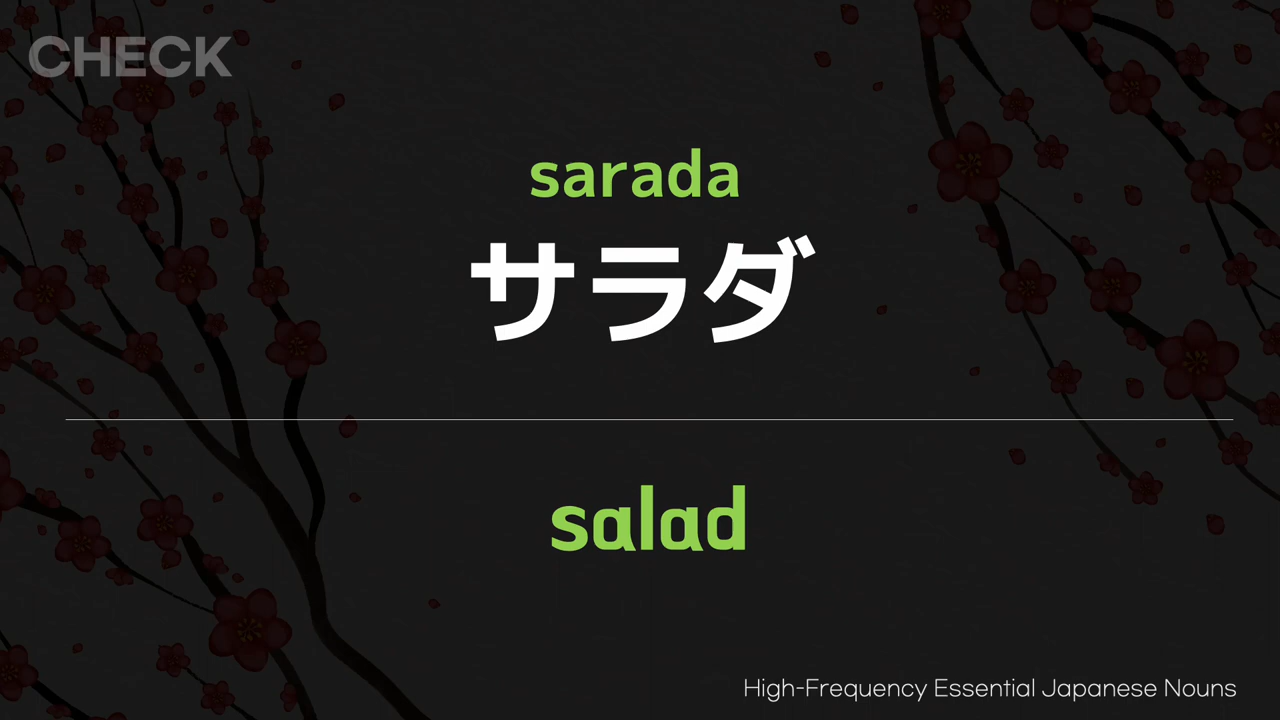 CHECK
sarada
サラダ
salad
High-Frequency Essential Japanese Nouns